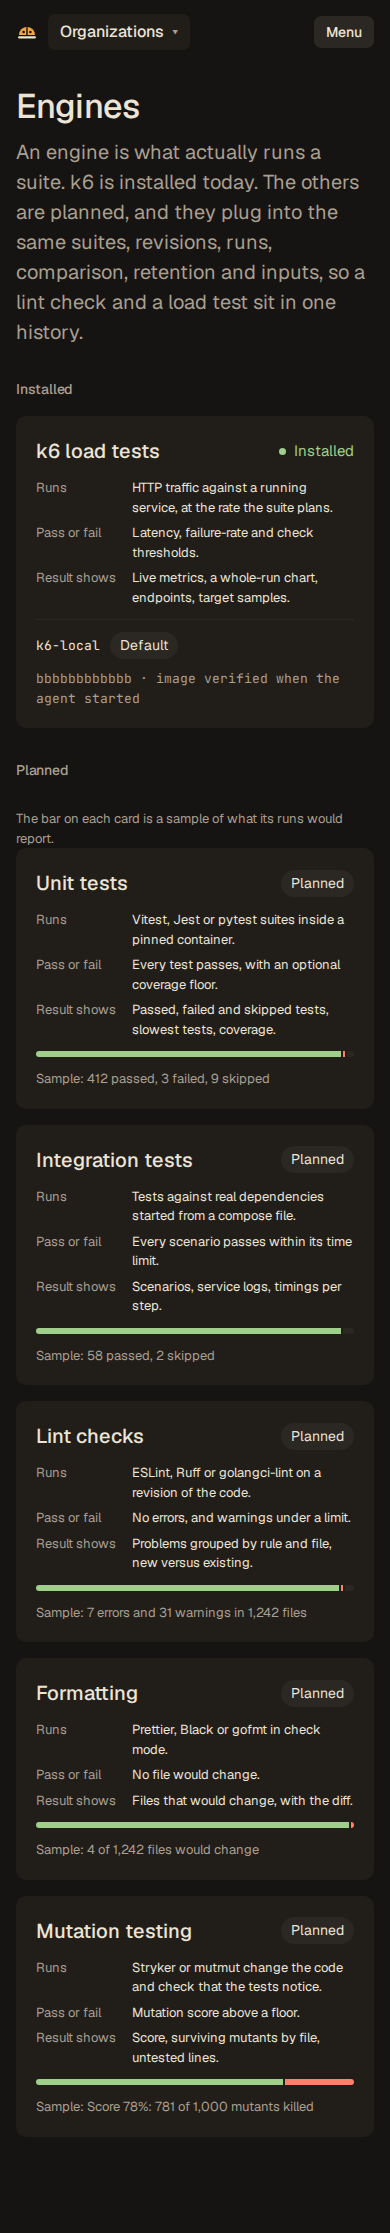 Organizations
Menu
Engines
An engine is what actually runs a
suite. k6 is installed today. The others
are planned, and they plug into the
same suites, revisions, runs,
comparison, retention and inputs, so a
lint check and a load test sit in one
history.
Installed
k6 load tests
Installed
Runs
HTTP traffic against a running
service, at the rate the suite plans.
Pass or fail
Latency, failure-rate and check
thresholds.
Result shows
Live metrics, a whole-run chart,
endpoints, target samples.
k6-local
Default
bbbbbbbbbbbb · image verified when the
agent started
Planned
The bar on each card is a sample of what its runs would
report.
Unit tests
Planned
Runs
Vitest, Jest or pytest suites inside a
pinned container.
Pass or fail
Every test passes, with an optional
coverage floor.
Result shows
Passed, failed and skipped tests,
slowest tests, coverage.
Sample: 412 passed, 3 failed, 9 skipped
Integration tests
Planned
Runs
Tests against real dependencies
started from a compose file.
Pass or fail
Every scenario passes within its time
limit.
Result shows
Scenarios, service logs, timings per
step.
Sample: 58 passed, 2 skipped
Lint checks
Planned
Runs
ESLint, Ruff or golangci-lint on a
revision of the code.
Pass or fail
No errors, and warnings under a limit.
Result shows
Problems grouped by rule and file,
new versus existing.
Sample: 7 errors and 31 warnings in 1,242 files
Formatting
Planned
Runs
Prettier, Black or gofmt in check
mode.
Pass or fail
No file would change.
Result shows
Files that would change, with the diff.
Sample: 4 of 1,242 files would change
Mutation testing
Planned
Runs
Stryker or mutmut change the code
and check that the tests notice.
Pass or fail
Mutation score above a floor.
Result shows
Score, surviving mutants by file,
untested lines.
Sample: Score 78%: 781 of 1,000 mutants killed